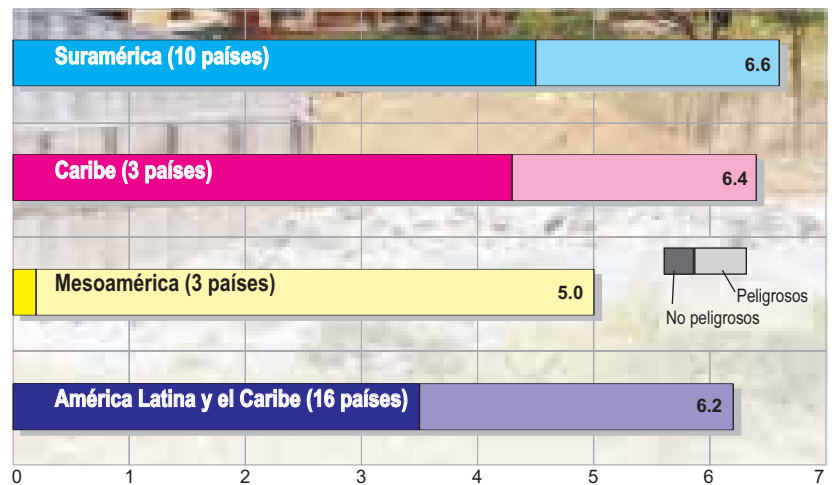 Suramérica (10 países)
6.6
Caribe (3 países)
6.4
Mesoamérica (3 países)
5.0
Peligrosos
No peligrosos
América Latina y el Caribe (16 países)
6.2
0 1 2 3 4 5 6 7